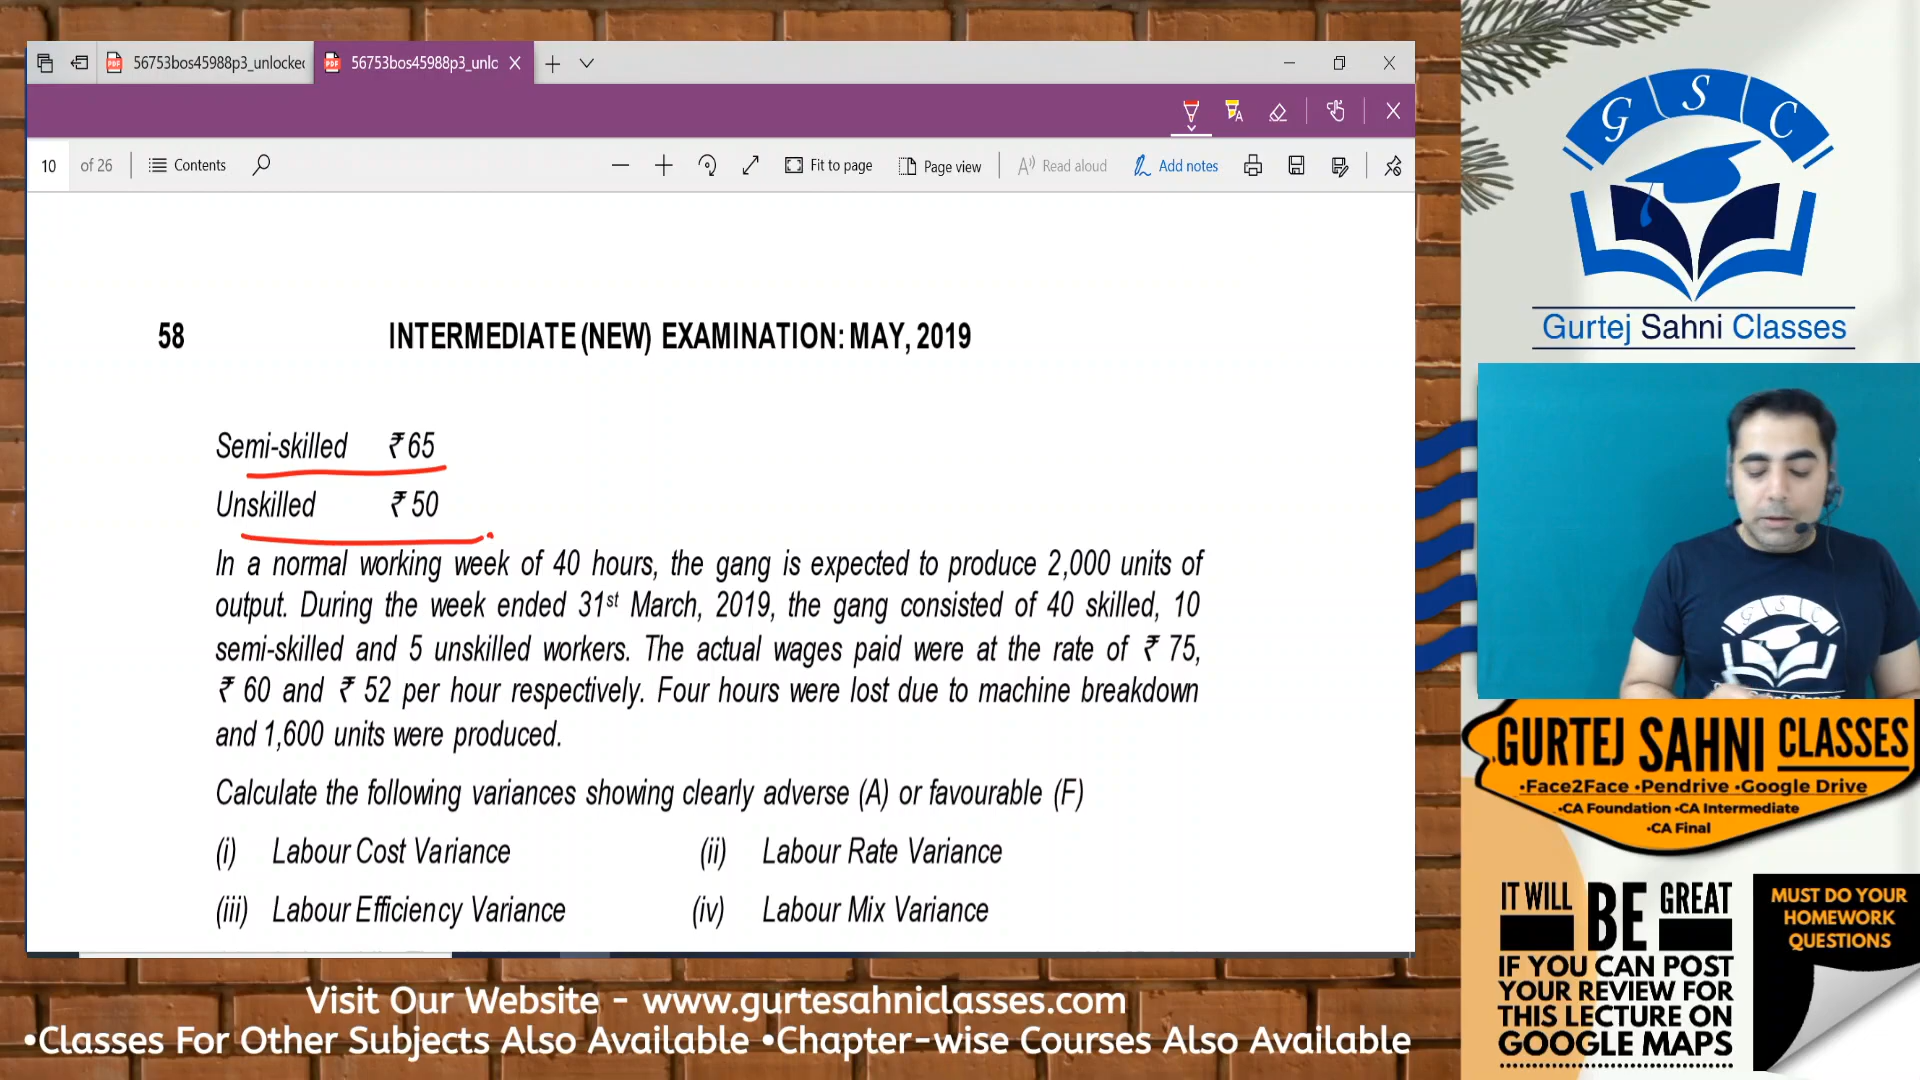 56753bos45988p3_unlocked
56753bos45988p3_unlc
10 of 26 Contents Fit to page Page view Read aloud Add notes
58 INTERMEDIATE (NEW) EXAMINATION: MAY, 2019
Semi-skilled ₹ 65
Unskilled ₹ 50
In a normal working week of 40 hours, the gang is expected to produce 2,000 units of
output. During the week ended 31st March, 2019, the gang consisted of 40 skilled, 10
semi-skilled and 5 unskilled workers. The actual wages paid were at the rate of ₹ 75,
₹ 60 and ₹ 52 per hour respectively. Four hours were lost due to machine breakdown
and 1,600 units were produced.
Calculate the following variances showing clearly adverse (A) or favourable (F)
(i) Labour Cost Variance (ii) Labour Rate Variance
(iii) Labour Efficiency Variance (iv) Labour Mix Variance
GSC
Gurtej Sahni Classes
GSC
GURTEJ SAHNI CLASSES
•Face2Face •Pendrive •Google Drive
•CA Foundation •CA Intermediate
•CA Final
IT WILL BE GREAT
IF YOU CAN POST
YOUR REVIEW FOR
THIS LECTURE ON
GOOGLE MAPS
MUST DO YOUR
HOMEWORK
QUESTIONS
Visit Our Website - www.gurtesahniclasses.com
•Classes For Other Subjects Also Available •Chapter-wise Courses Also Available